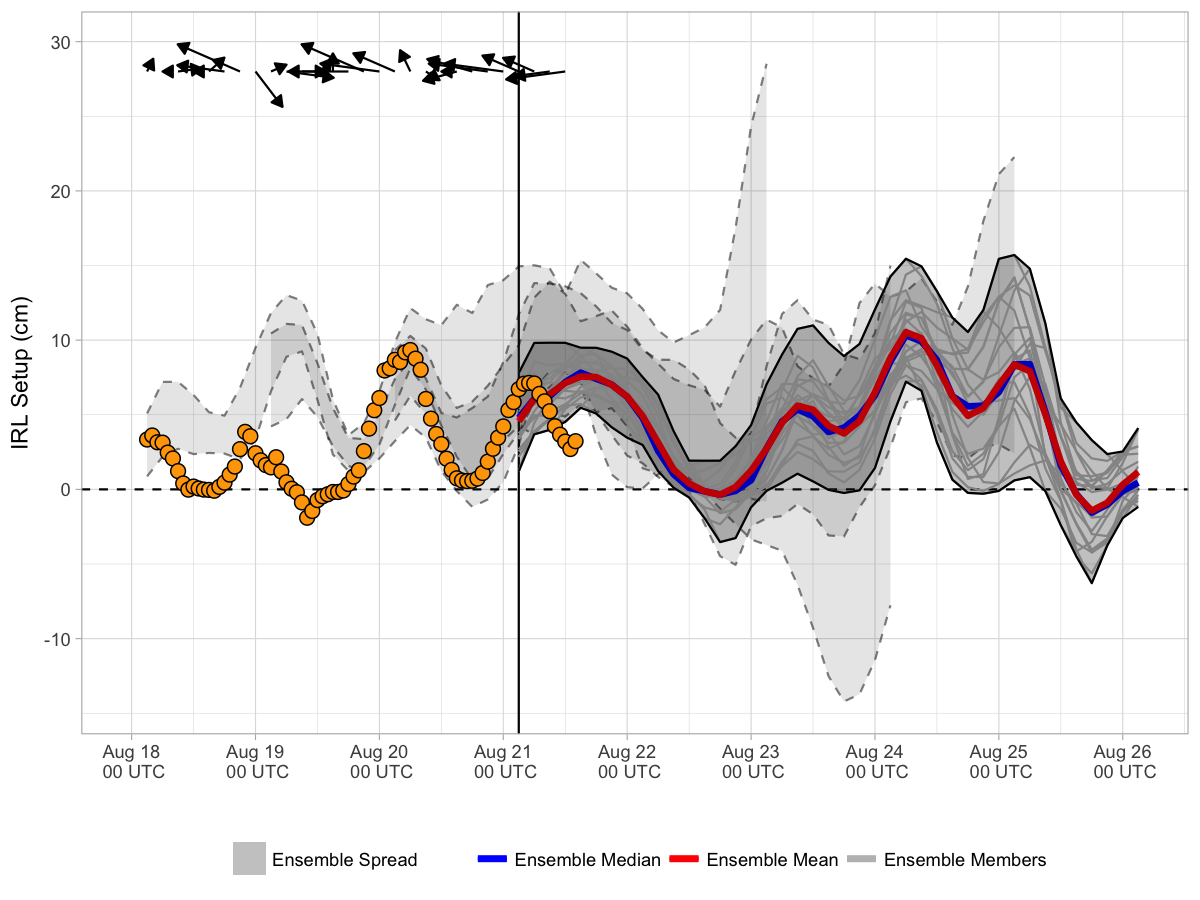 IRL Setup (cm)
30
20
10
0
-10
Aug 18 Aug 19 Aug 20 Aug 21 Aug 22 Aug 23 Aug 24 Aug 25 Aug 26
00 UTC 00 UTC 00 UTC 00 UTC 00 UTC 00 UTC 00 UTC 00 UTC 00 UTC
Ensemble Spread Ensemble Median Ensemble Mean Ensemble Members